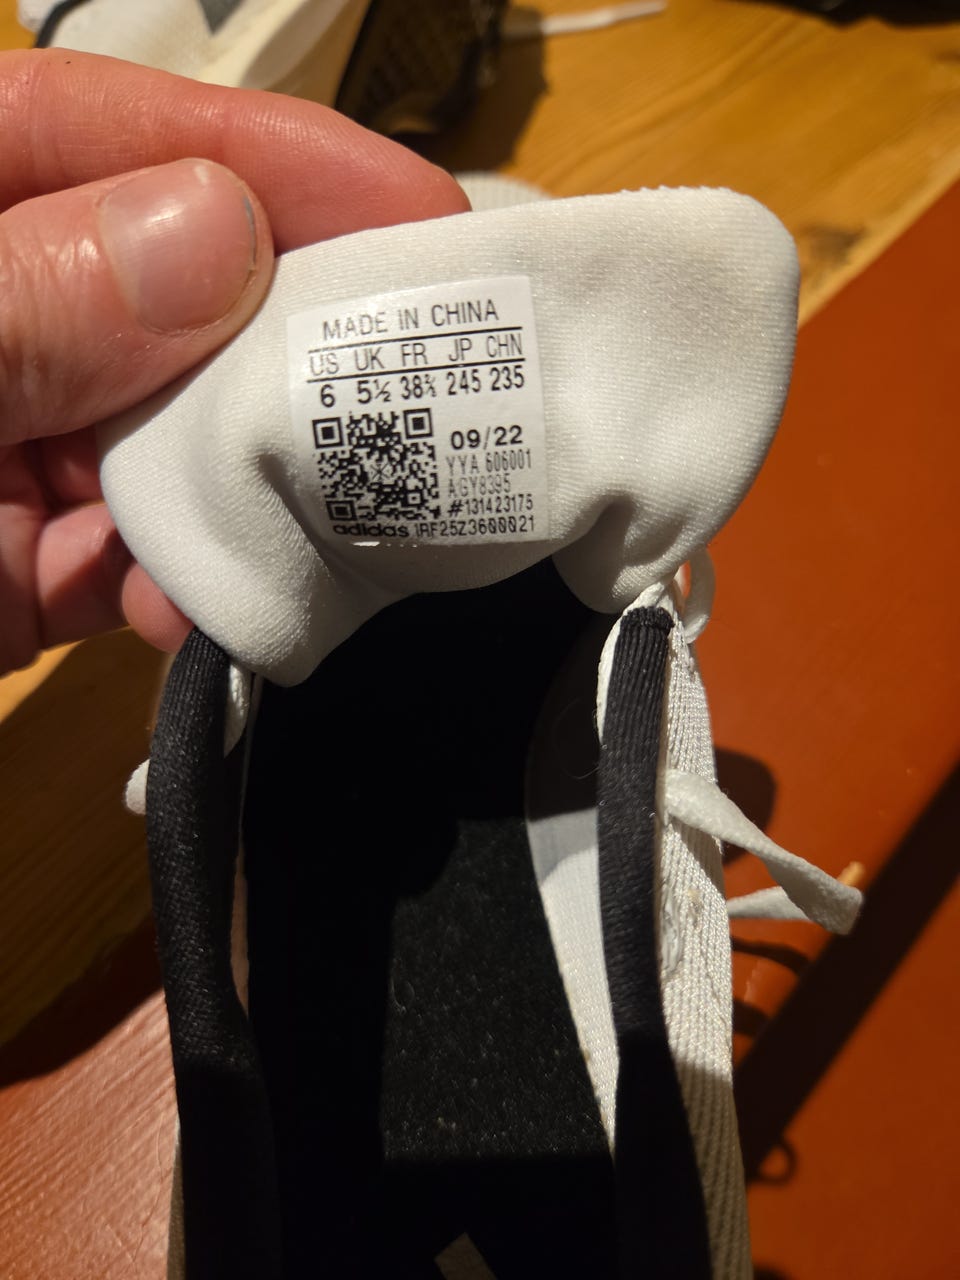 MADE IN CHINA
US UK FR JP CHN
6 5½ 38⅔ 245 235
09/22
YYA 606001
AGY8395
#131423175
adidas 1RF25Z3600021